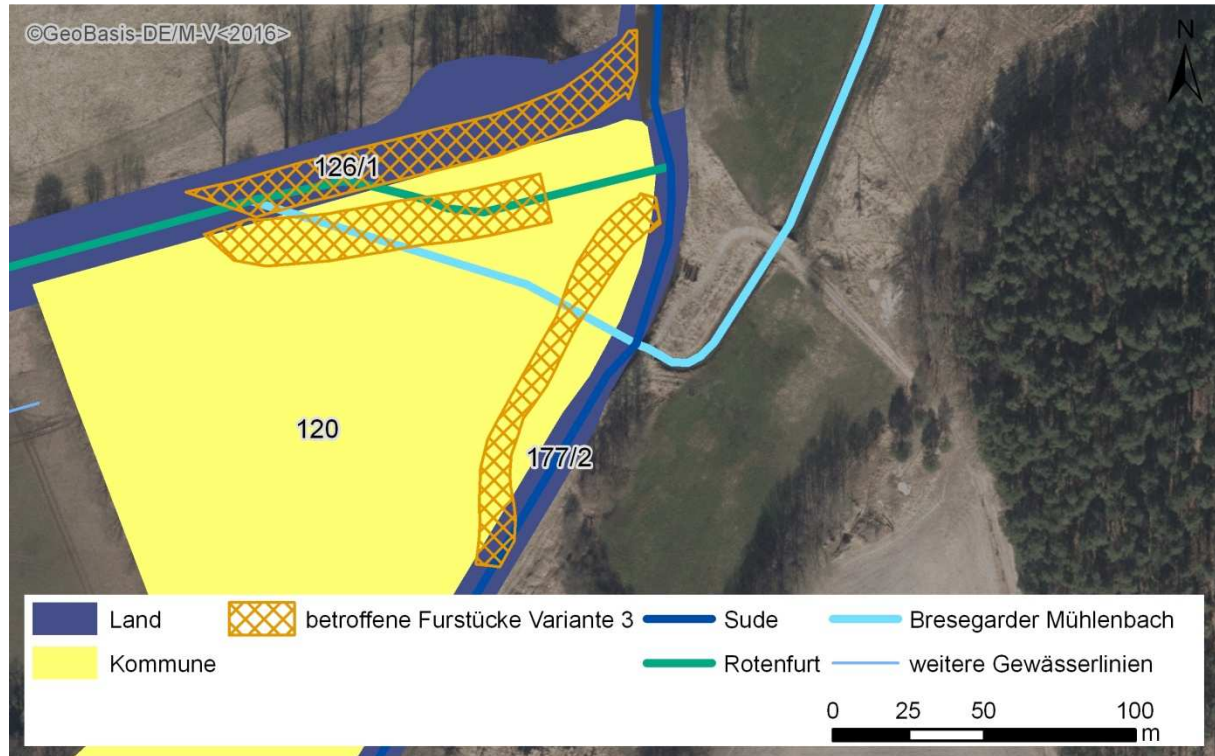 ©GeoBasis-DE/M-V<2016>
N
126/1
120
177/2
Land
betroffene Furstücke Variante 3
Sude
Bresegarder Mühlenbach
Kommune
Rotenfurt
weitere Gewässerlinien
0 25 50 100
m